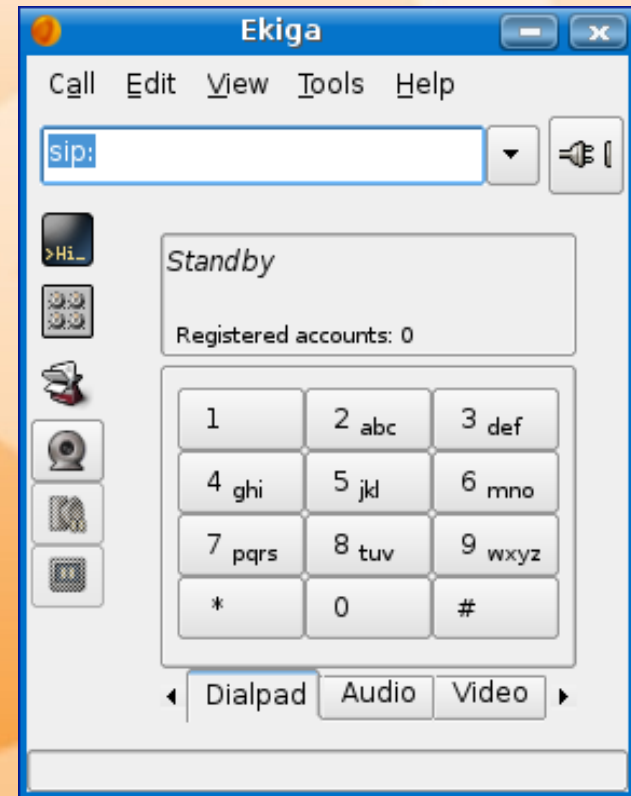 Ekiga
Call Edit View Tools Help
sip:
>Hi_
Standby
Registered accounts: 0
1 2 abc 3 def
4 ghi 5 jkl 6 mno
7 pqrs 8 tuv 9 wxyz
* 0 #
Dialpad Audio Video